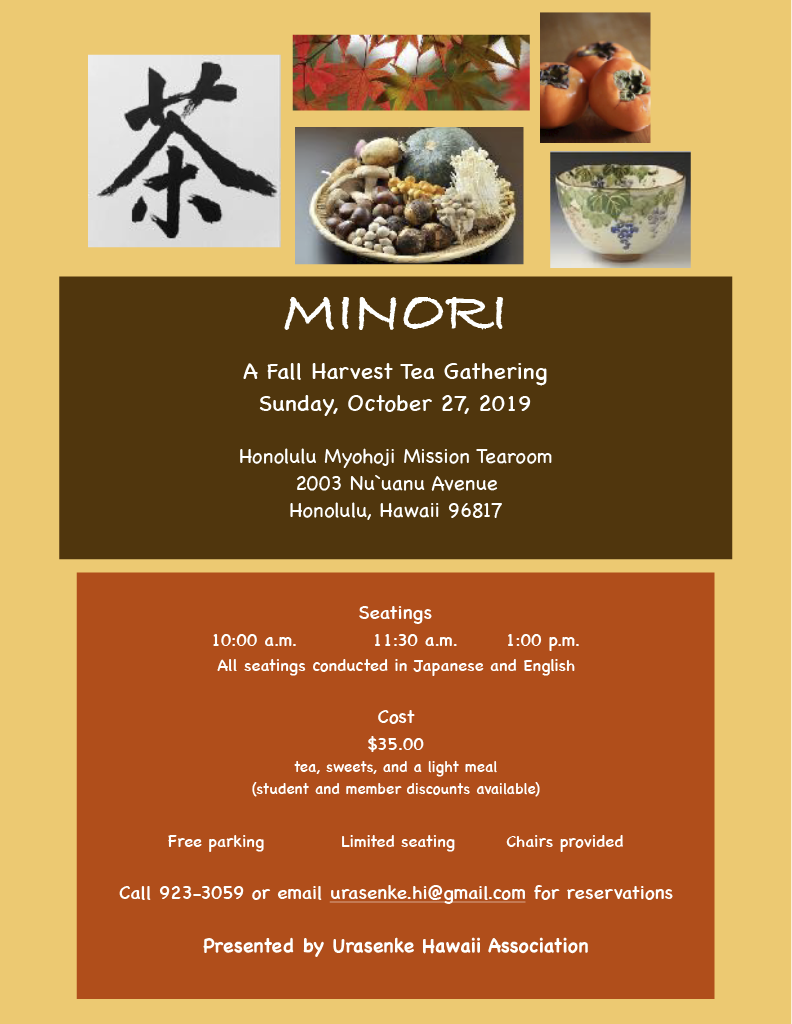 茶
MINORI
A Fall Harvest Tea Gathering
Sunday, October 27, 2019
Honolulu Myohoji Mission Tearoom
2003 Nu`uanu Avenue
Honolulu, Hawaii 96817
Seatings
10:00 a.m. 11:30 a.m. 1:00 p.m.
All seatings conducted in Japanese and English
Cost
$35.00
tea, sweets, and a light meal
(student and member discounts available)
Free parking Limited seating Chairs provided
Call 923-3059 or email urasenke.hi@gmail.com for reservations
Presented by Urasenke Hawaii Association